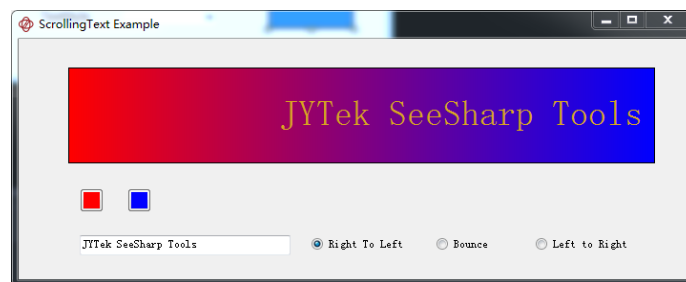 ScrollingText Example
JYTek SeeSharp Tools
JYTek SeeSharp Tools
Right To Left
Bounce
Left to Right